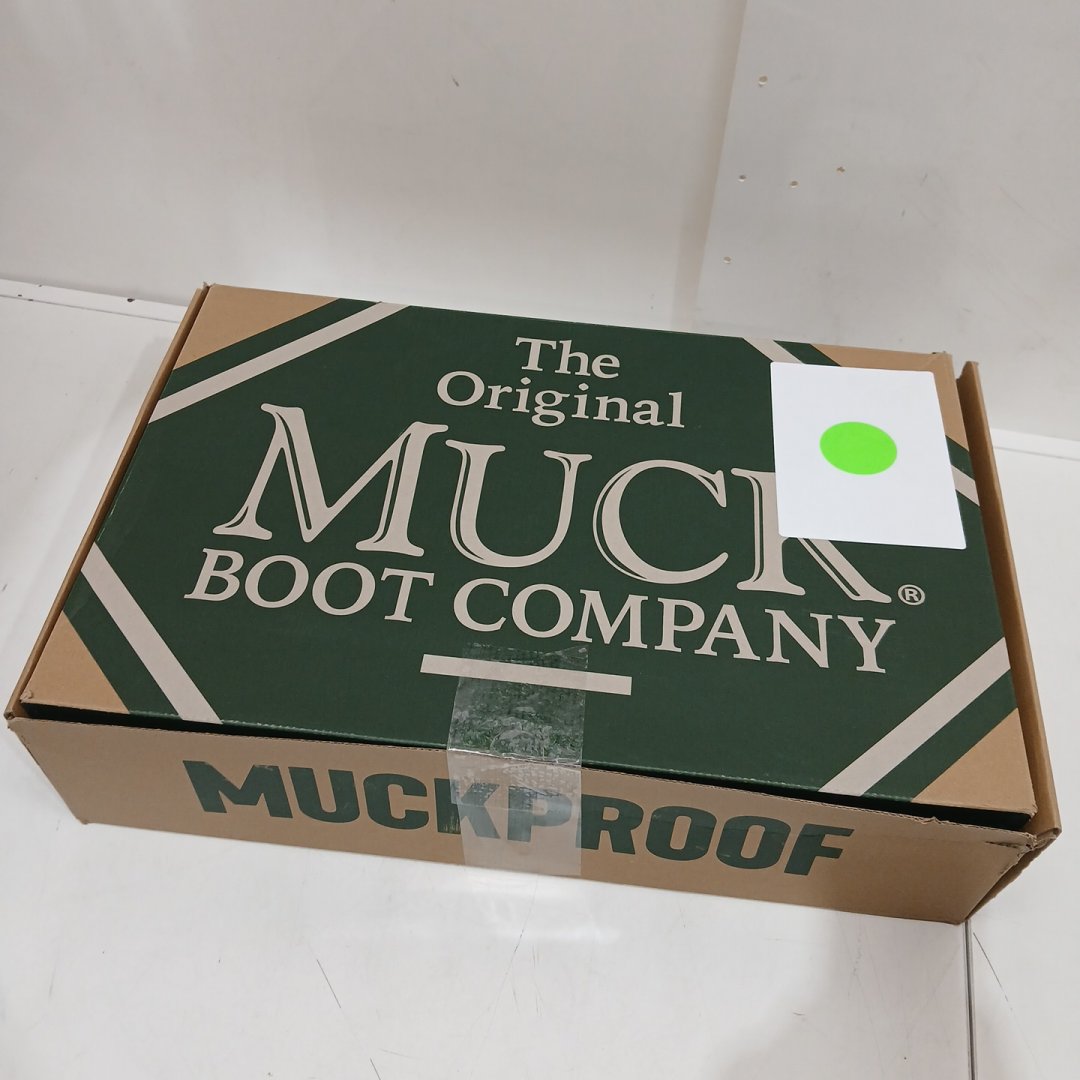 The
Original
MUCK
BOOT COMPANY®
MUCKPROOF